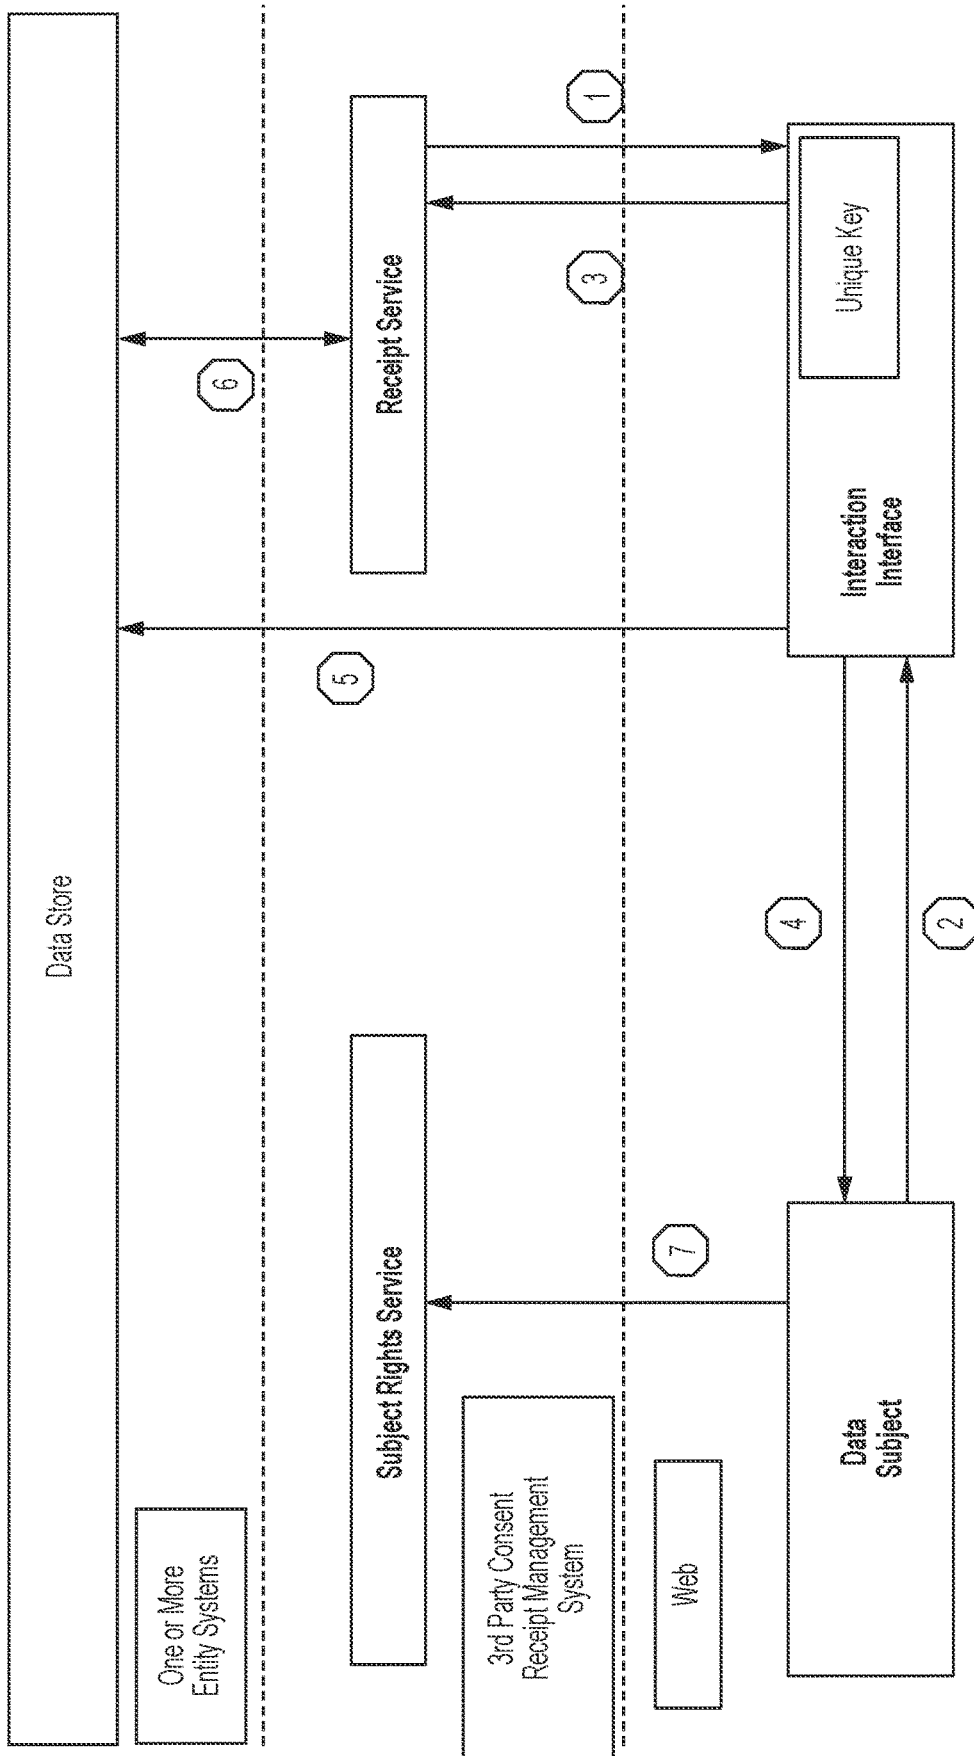 Data Store
One or More
Entity Systems
6
5
Subject Rights Service
Receipt Service
3rd Party Consent
Receipt Management
System
3
1
Web
7
4
2
Data
Subject
Interaction
Interface
Unique Key